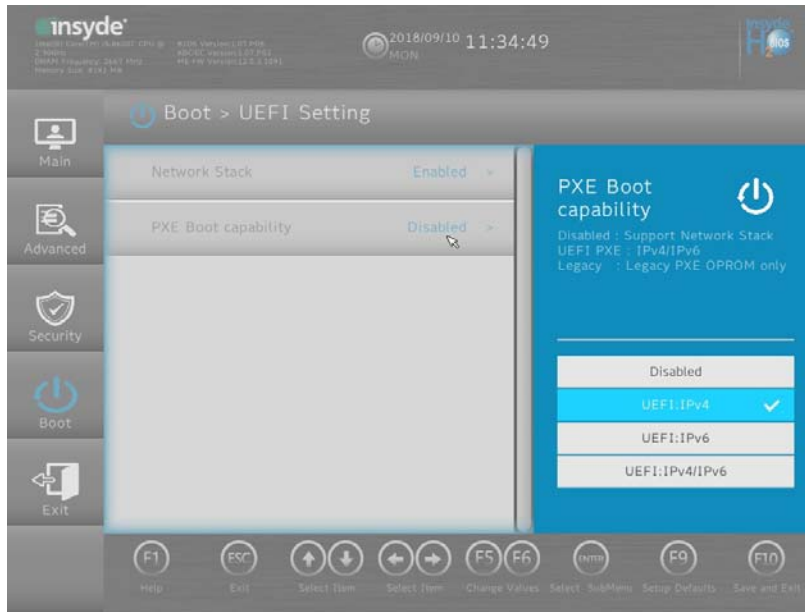 insyde
2018/09/10 11:34:49
MON
insyde
H2O BIOS
Boot > UEFI Setting
Main
Advanced
Security
Boot
Exit
Network Stack Enabled >
PXE Boot capability Disabled >
PXE Boot
capability
Disabled : Support Network Stack
UEFI PXE : IPv4/IPv6
Legacy : Legacy PXE OPROM only
Disabled
UEFI:IPv4
UEFI:IPv6
UEFI:IPv4/IPv6
F1 ESC F5 F6 ENTER F9 F10
Help Exit Select Item Select Item Change Values Select SubMenu Setup Defaults Save and Exit